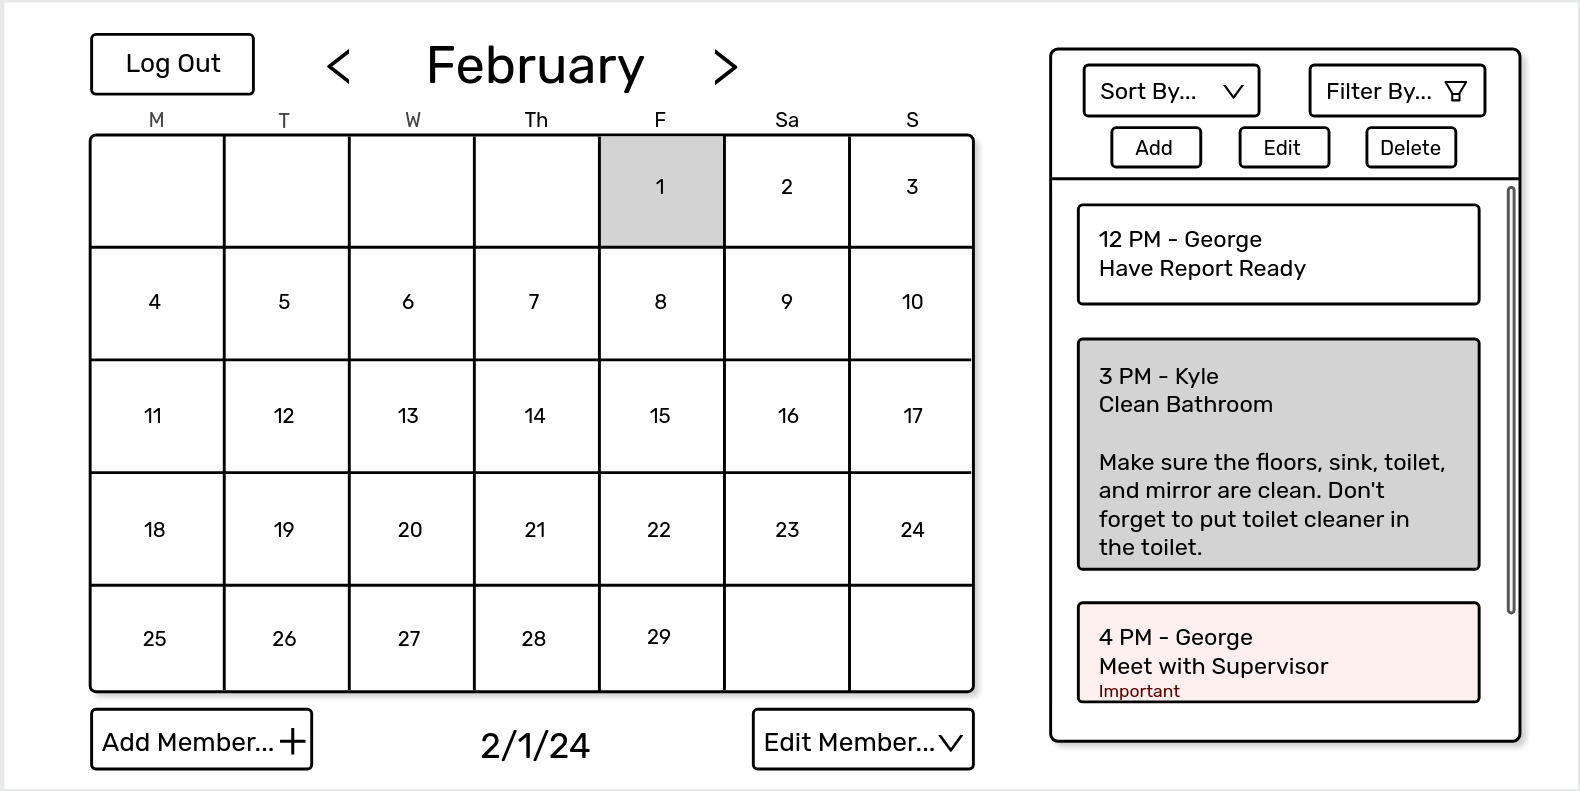 Log Out
< February >
M T W Th F Sa S
1 2 3
4 5 6 7 8 9 10
11 12 13 14 15 16 17
18 19 20 21 22 23 24
25 26 27 28 29
Add Member...
2/1/24
Edit Member...
Sort By...
Filter By...
Add
Edit
Delete
12 PM - George
Have Report Ready
3 PM - Kyle
Clean Bathroom
Make sure the floors, sink, toilet,
and mirror are clean. Don't
forget to put toilet cleaner in
the toilet.
4 PM - George
Meet with Supervisor
Important